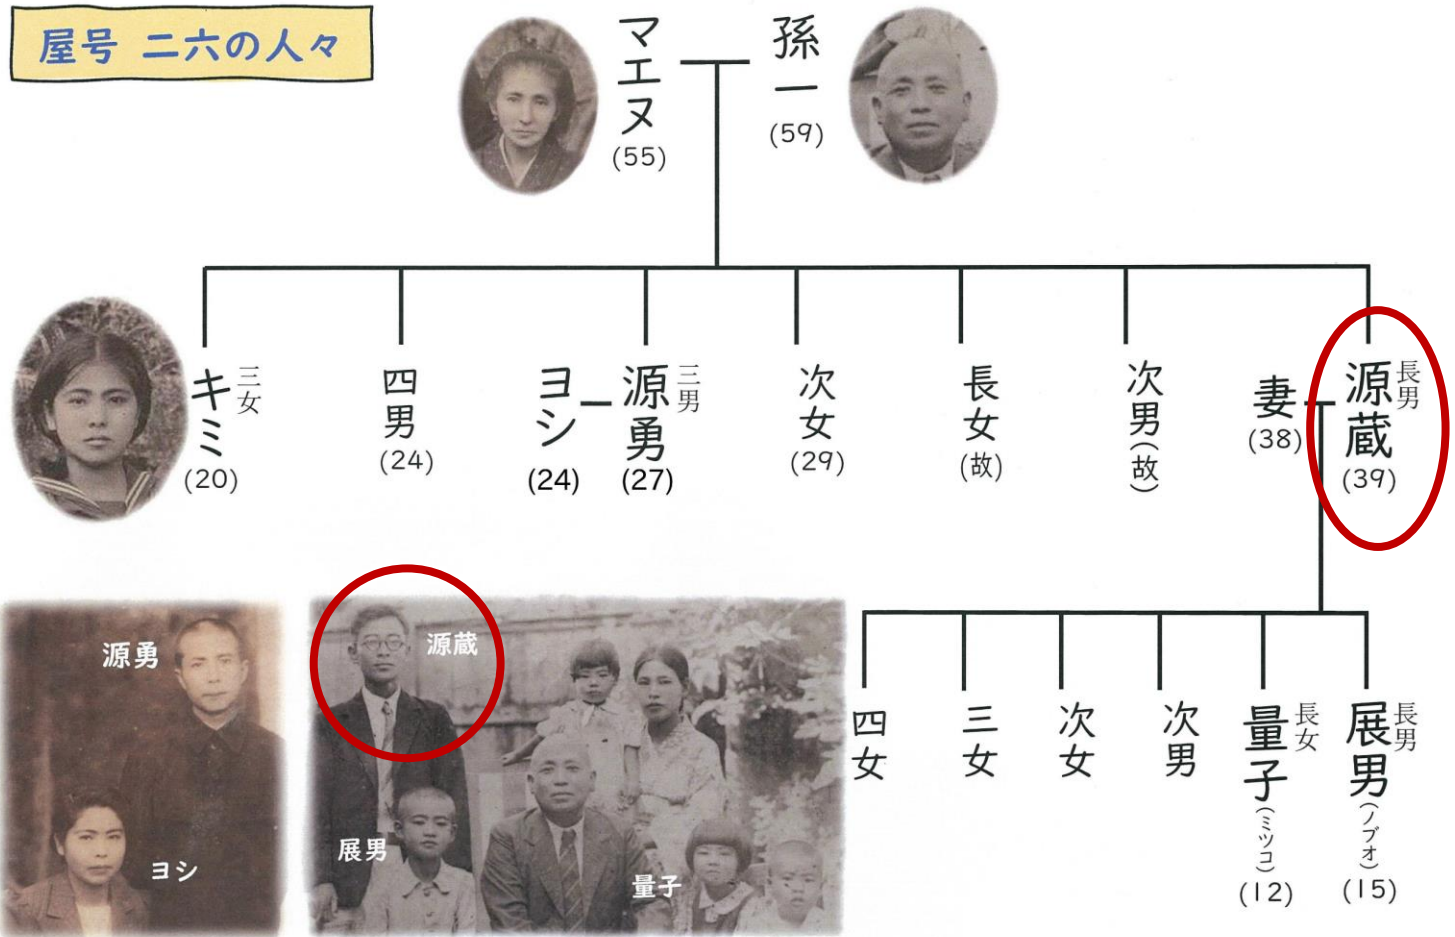 屋号 二六の人々
孫一
(59)
マエヌ
(55)
長男
源蔵
(39)
妻
(38)
次男(故)
長女
(故)
次女
(29)
三男
源勇
(27)
ヨシ
(24)
四男
(24)
三女
キミ
(20)
長男
展男(ノブオ)
(15)
長女
量子(ミツコ)
(12)
次男
次女
三女
四女
源勇
ヨシ
源蔵
展男
量子